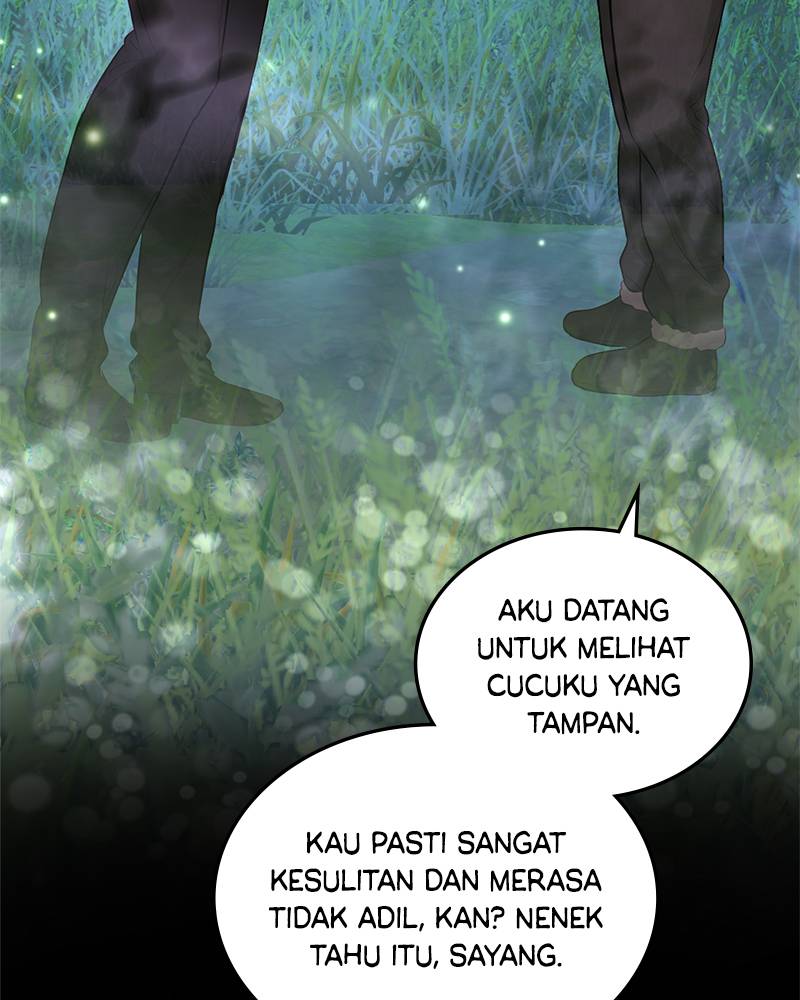 AKU DATANG
UNTUK MELIHAT
CUCUKU YANG
TAMPAN.
KAU PASTI SANGAT
KESULITAN DAN MERASA
TIDAK ADIL, KAN? NENEK
TAHU ITU, SAYANG.